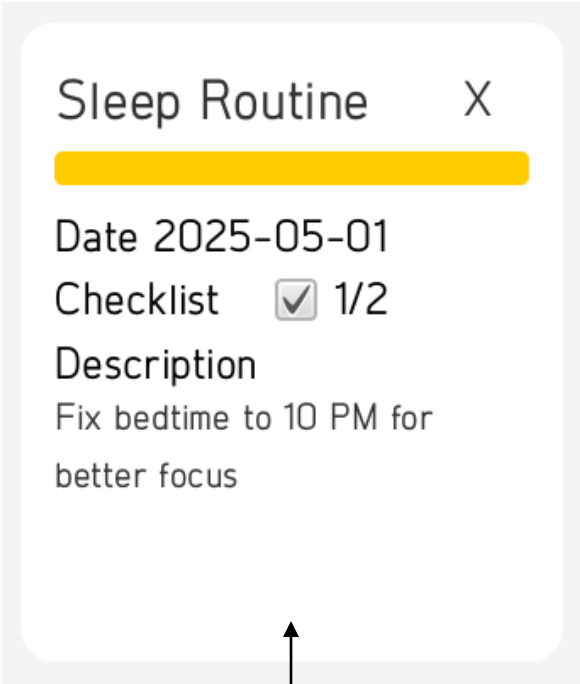 Sleep Routine X
Date 2025-05-01
Checklist 1/2
Description
Fix bedtime to 10 PM for
better focus